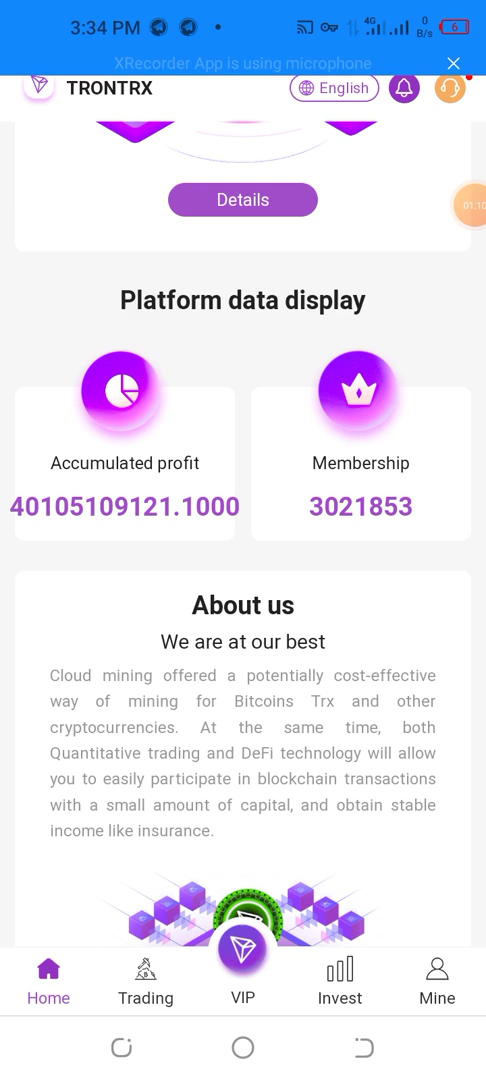 3:34 PM
4G
0
B/s
6
XRecorder App is using microphone
TRONTRX
English
01:10
Details
Platform data display
Accumulated profit
Membership
40105109121.1000
3021853
About us
We are at our best
Cloud mining offered a potentially cost-effective
way of mining for Bitcoins Trx and other
cryptocurrencies. At the same time, both
Quantitative trading and DeFi technology will allow
you to easily participate in blockchain transactions
with a small amount of capital, and obtain stable
income like insurance.
Home
Trading
VIP
Invest
Mine